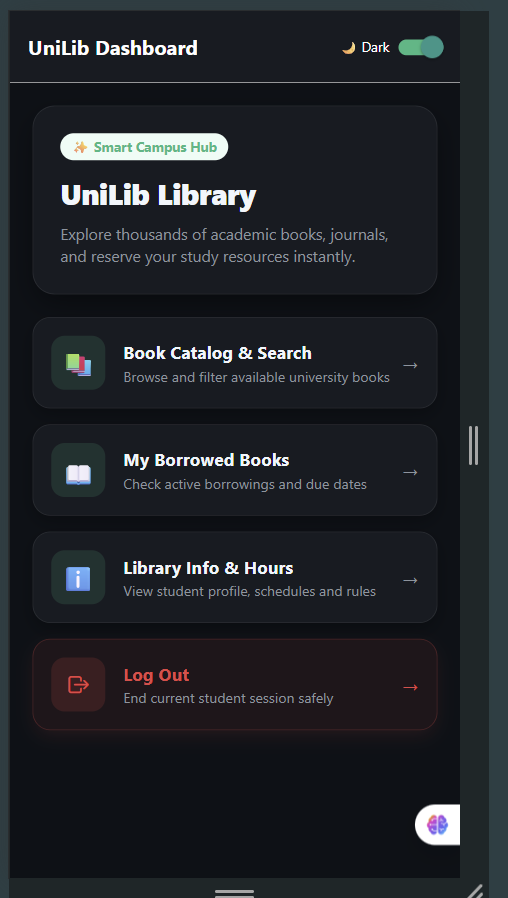 UniLib Dashboard
🌙 Dark
✨ Smart Campus Hub
UniLib Library
Explore thousands of academic books, journals,
and reserve your study resources instantly.
Book Catalog & Search
Browse and filter available university books
→
My Borrowed Books
Check active borrowings and due dates
→
Library Info & Hours
View student profile, schedules and rules
→
Log Out
End current student session safely
→